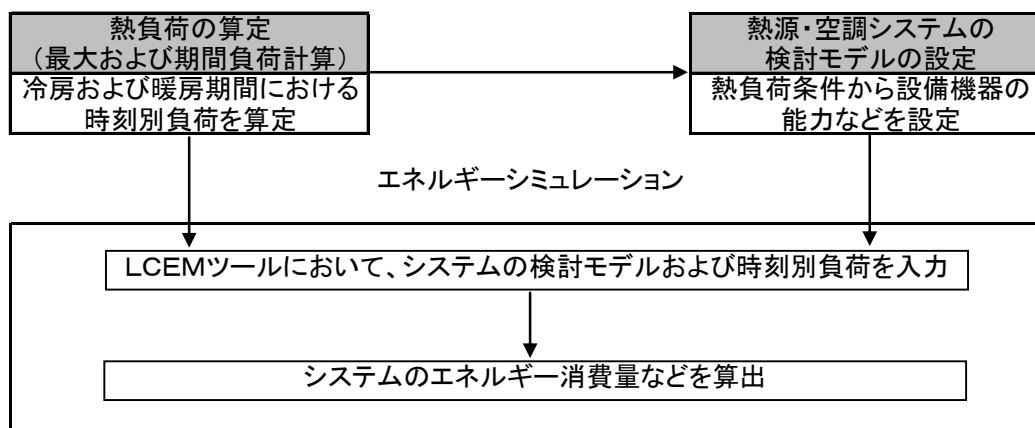 熱負荷の算定
（最大および期間負荷計算）
冷房および暖房期間における
時刻別負荷を算定
熱源・空調システムの
検討モデルの設定
熱負荷条件から設備機器の
能力などを設定
エネルギーシミュレーション
ＬＣＥＭツールにおいて、システムの検討モデルおよび時刻別負荷を入力
システムのエネルギー消費量などを算出